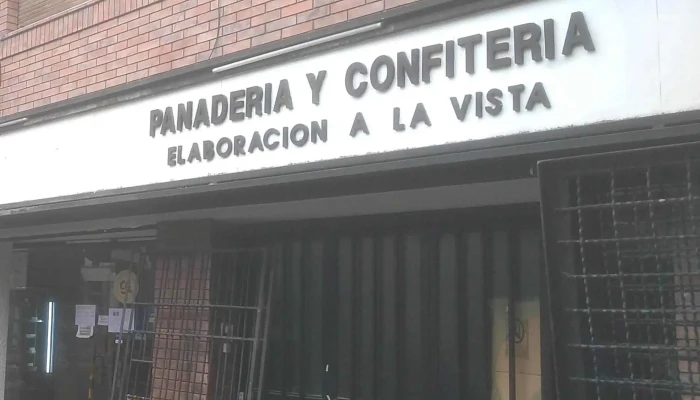 PANADERIA Y CONFITERIA
ELABORACION A LA VISTA